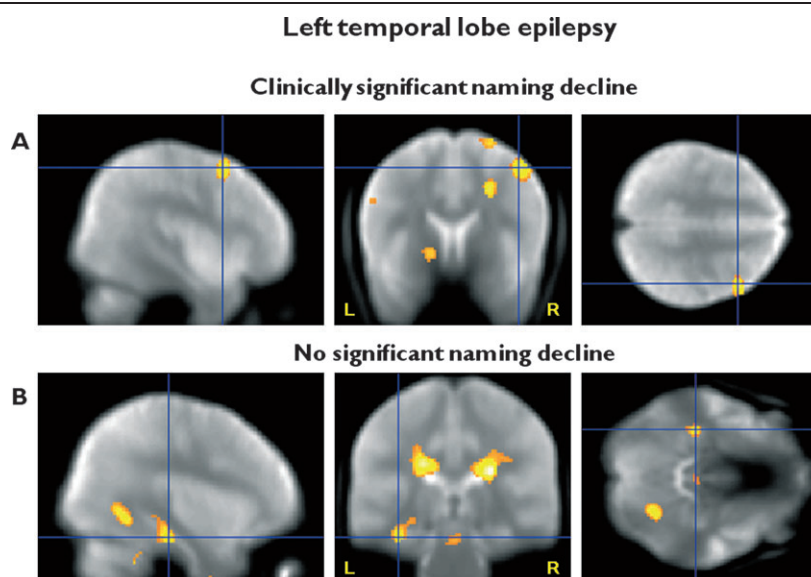 Left temporal lobe epilepsy
Clinically significant naming decline
A
L R
No significant naming decline
B
L R